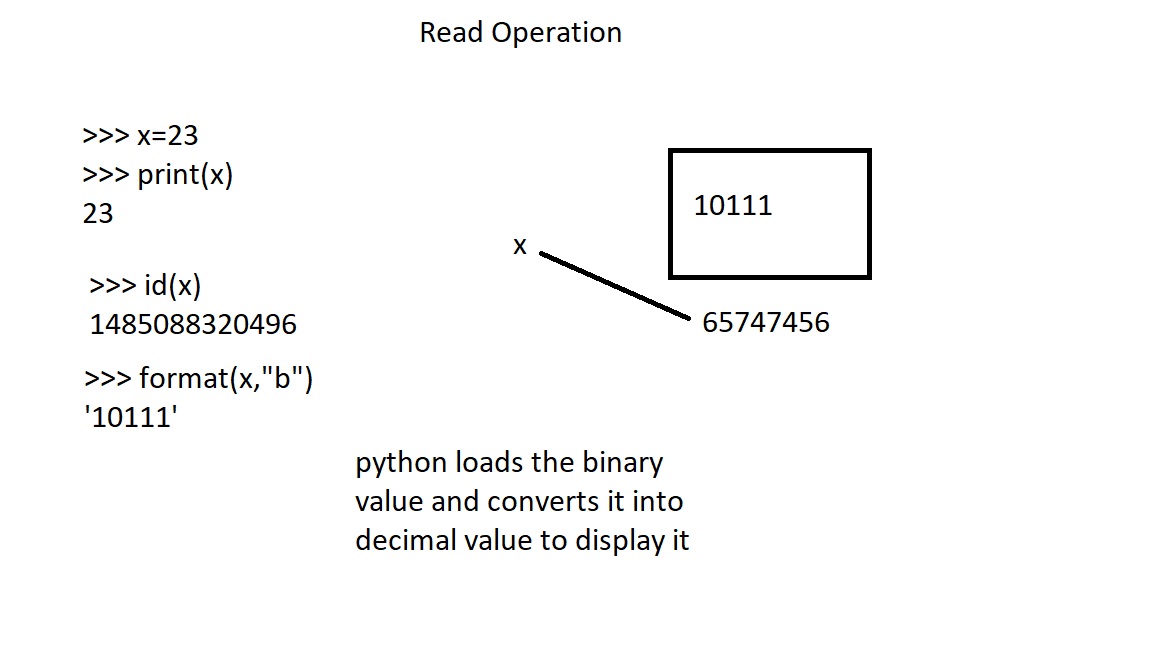 Read Operation
>>> x=23
>>> print(x)
23
10111
x
>>> id(x)
1485088320496
65747456
>>> format(x,"b")
'10111'
python loads the binary
value and converts it into
decimal value to display it